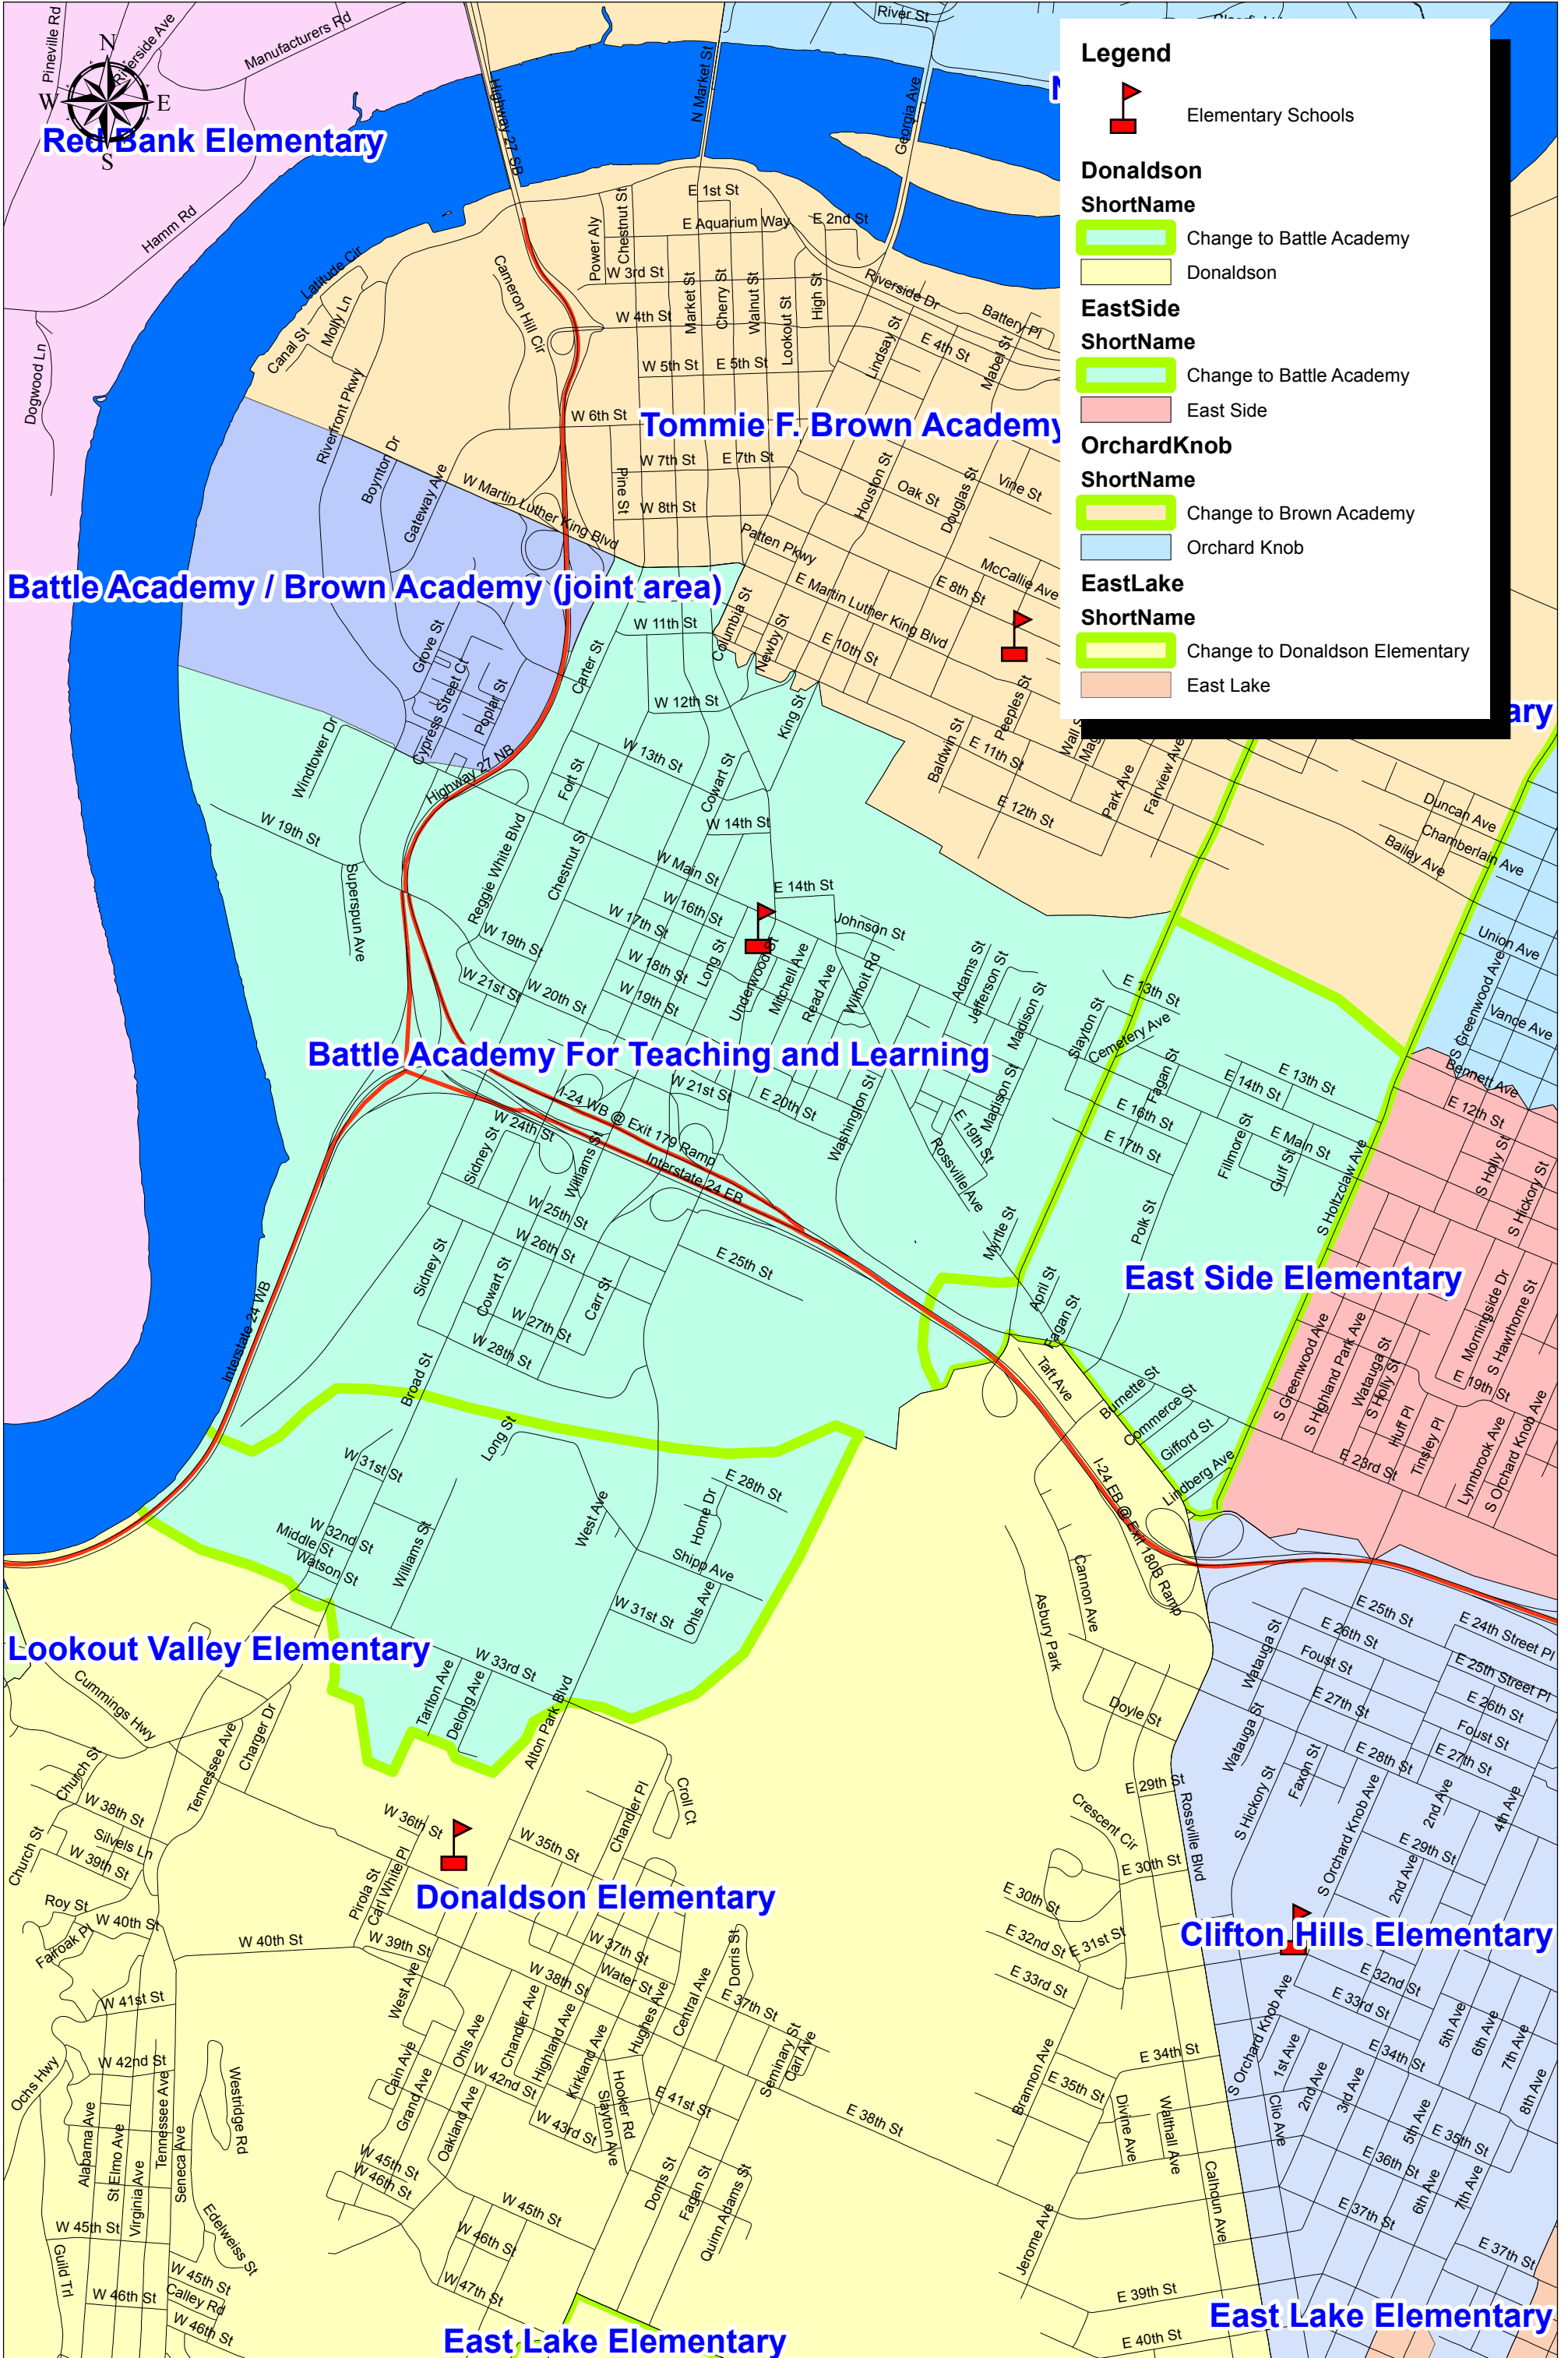 Pineville Rd
Riverside Ave
Manufacturers Rd
N
W
E
S
Red Bank Elementary
Hamm Rd
Dogwood Ln
Highway 27 SB
N Market St
River St
Georgia Ave
Legend
Elementary Schools
Donaldson
ShortName
Change to Battle Academy
Donaldson
EastSide
ShortName
Change to Battle Academy
East Side
OrchardKnob
ShortName
Change to Brown Academy
Orchard Knob
EastLake
ShortName
Change to Donaldson Elementary
East Lake
Latitude Cir
Molly Ln
Canal St
Cameron Hill Cir
Power Aly
Chestnut St
E 1st St
E Aquarium Way
E 2nd St
W 3rd St
Market St
Cherry St
Walnut St
Lookout St
High St
Riverside Dr
Battery Pl
W 4th St
Lindsay St
E 4th St
Mabel St
W 5th St
E 5th St
Riverfront Pkwy
W 6th St
Tommie F. Brown Academy
Boynton Dr
Gateway Ave
W Martin Luther King Blvd
Pine St
W 7th St
E 7th St
W 8th St
Houston St
Oak St
Douglas St
Vine St
Patten Pkwy
McCallie Ave
E 8th St
E Martin Luther King Blvd
Battle Academy / Brown Academy (joint area)
Grove St
Cypress Street Ct
Poplar St
Carter St
W 11th St
Columbia St
Newby St
E 10th St
W 12th St
King St
Peeples St
Baldwin St
E 11th St
Wall S
Mag
Park Ave
Fairview Ave
E 12th St
ary
Duncan Ave
Chamberlain Ave
Bailey Ave
Windtower Dr
Highway 27 NB
W 13th St
Fort St
Cowart St
W 14th St
W 19th St
Superspun Ave
Reggie White Blvd
Chestnut St
W Main St
E 14th St
W 16th St
W 17th St
Johnson St
W 19th St
W 18th St
Long St
Underwood St
Mitchell Ave
Read Ave
Wilhoit Rd
W 21st St
W 20th St
W 19th St
Adams St
Jefferson St
Madison St
E 13th St
Slayton St
Cemetery Ave
Union Ave
S Greenwood Ave
Vance Ave
Bennett Ave
Battle Academy For Teaching and Learning
W 21st St
E 20th St
Washington St
Madison St
E 19th St
Rossville Ave
Fagan St
E 13th St
E 14th St
E 16th St
E 17th St
Fillmore St
E Main St
Gulf St
E 12th St
S Holly St
S Hickory St
S Holtzclaw Ave
I-24 WB @ Exit 179 Ramp
Interstate 24 EB
W 24th St
Sidney St
Williams St
W 25th St
W 26th St
Sidney St
Cowart St
Carr St
W 27th St
W 28th St
E 25th St
Myrtle St
Polk St
April St
Fagan St
East Side Elementary
Morningside Dr
S Hawthorne St
S Greenwood Ave
S Highland Park Ave
Watauga St
S Holly St
E 19th St
Huff Pl
Tinsley Pl
Lynnbrook Ave
S Orchard Knob Ave
E 23rd St
Interstate 24 WB
Broad St
Long St
Taft Ave
Burnette St
Commerce St
Gifford St
Lindberg Ave
I-24 EB @ Exit 180B Ramp
W 31st St
W 32nd St
Middle St
Watson St
Williams St
West Ave
E 28th St
Home Dr
Shipp Ave
Ohls Ave
W 31st St
Asbury Park
Cannon Ave
Lookout Valley Elementary
Cummings Hwy
Tennessee Ave
Charger Dr
W 33rd St
Tarlton Ave
Delong Ave
Alton Park Blvd
Doyle St
Watauga St
E 25th St
E 26th St
Foust St
E 27th St
E 24th Street Pl
E 25th Street Pl
E 26th St
Foust St
E 27th St
E 28th St
Watauga St
Faxon St
Church St
W 38th St
Silvels Ln
Church St
W 39th St
Roy St
W 40th St
Fairoak Pl
W 36th St
Pirola St
Carl White Pl
W 35th St
Chandler Pl
Croll Ct
Donaldson Elementary
E 29th St
Crescent Cir
E 30th St
Rossville Blvd
S Hickory St
S Orchard Knob Ave
2nd Ave
4th Ave
E 29th St
2nd Ave
Clifton Hills Elementary
W 40th St
W 39th St
W 37th St
Water St
W 38th St
Dorris St
Central Ave
E 37th St
E 30th St
E 32nd St
E 31st St
E 33rd St
E 32nd St
E 33rd St
W 41st St
West Ave
Ohls Ave
Chandler Ave
Highland Ave
Kirkland Ave
Hughes Ave
Seminary St
Carl Ave
Ochs Hwy
W 42nd St
Westridge Rd
Cain Ave
Grand Ave
Oakland Ave
W 42nd St
W 43rd St
Hooker Rd
Slayton Ave
E 41st St
E 38th St
Brannon Ave
E 34th St
E 35th St
Divine Ave
Walthall Ave
S Orchard Knob Ave
1st Ave
2nd Ave
3rd Ave
Clio Ave
E 34th St
5th Ave
6th Ave
7th Ave
8th Ave
5th Ave
E 35th St
E 36th St
6th Ave
7th Ave
E 37th St
E 37th St
Alabama Ave
St Elmo Ave
Virginia Ave
Tennessee Ave
Seneca Ave
W 45th St
W 46th St
W 45th St
W 46th St
W 47th St
Dorris St
Fagan St
Quinn Adams St
Jerome Ave
Calhoun Ave
Guild Trl
W 45th St
Edelweiss St
W 45th St
Calley Rd
W 46th St
W 46th St
E 39th St
E 40th St
East Lake Elementary
East Lake Elementary